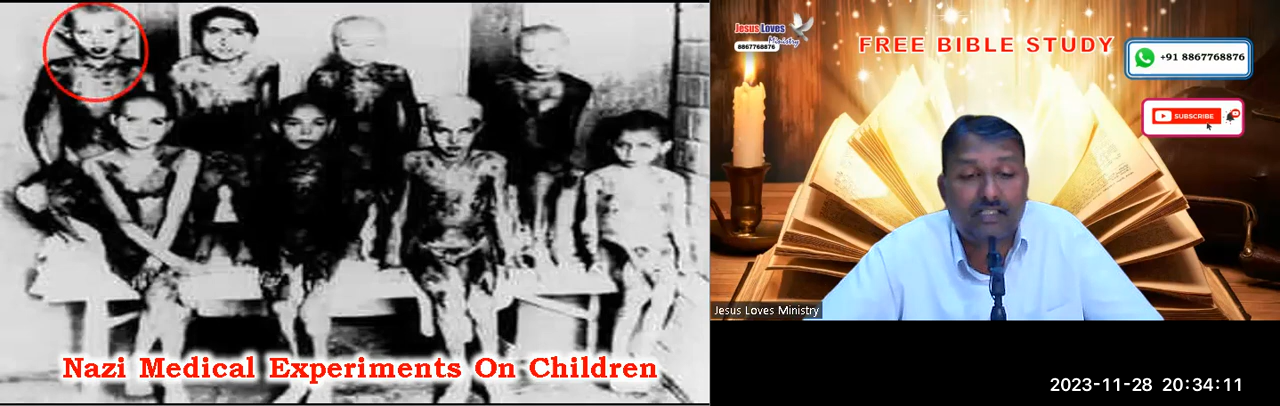 Nazi Medical Experiments On Children
Jesus Loves
Ministry
8867768876
FREE BIBLE STUDY
+91 8867768876
SUBSCRIBE
Jesus Loves Ministry
2023-11-28 20:34:11